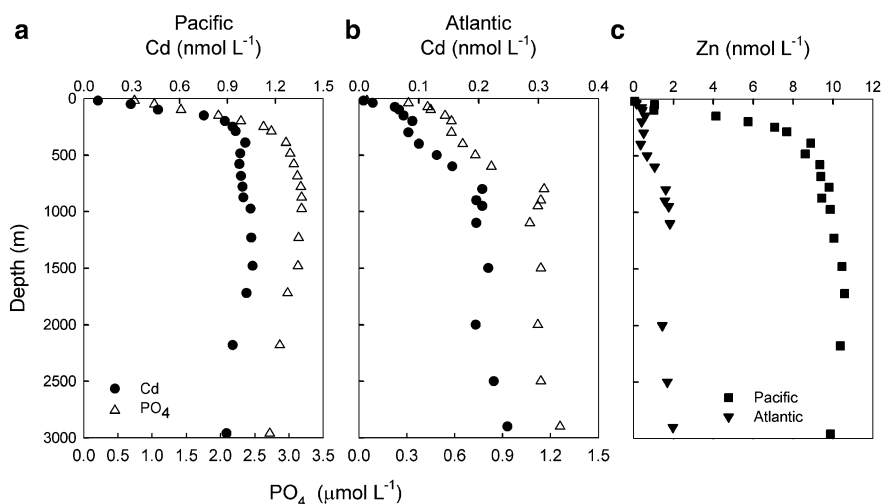 a Pacific b Atlantic c
Cd (nmol L⁻¹) Cd (nmol L⁻¹) Zn (nmol L⁻¹)
0.0 0.3 0.6 0.9 1.2 1.5 0.0 0.1 0.2 0.3 0.4 0 2 4 6 8 10 12
0
500
1000
1500
2000
2500
3000
Depth (m)
Cd
PO₄
Pacific
Atlantic
0.0 0.5 1.0 1.5 2.0 2.5 3.0 3.5 0.0 0.3 0.6 0.9 1.2 1.5
PO₄ (μmol L⁻¹)